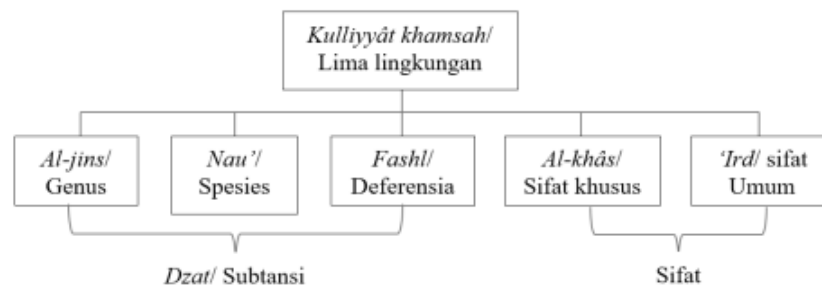 Kulliyyât khamsah/
Lima lingkungan
Al-jins/
Genus
Nau’/
Spesies
Fashl/
Deferensia
Al-khâs/
Sifat khusus
‘Ird/ sifat
Umum
Dzat/ Subtansi
Sifat